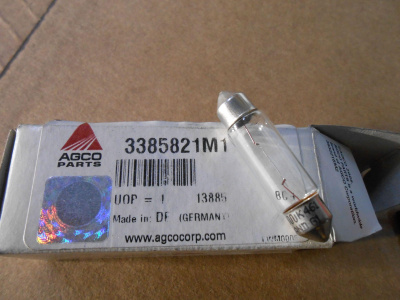 AGCO
PARTS
3385821M1
UOP = 1
13885
Made in: DE (GERMANY)
www.agcocorp.com